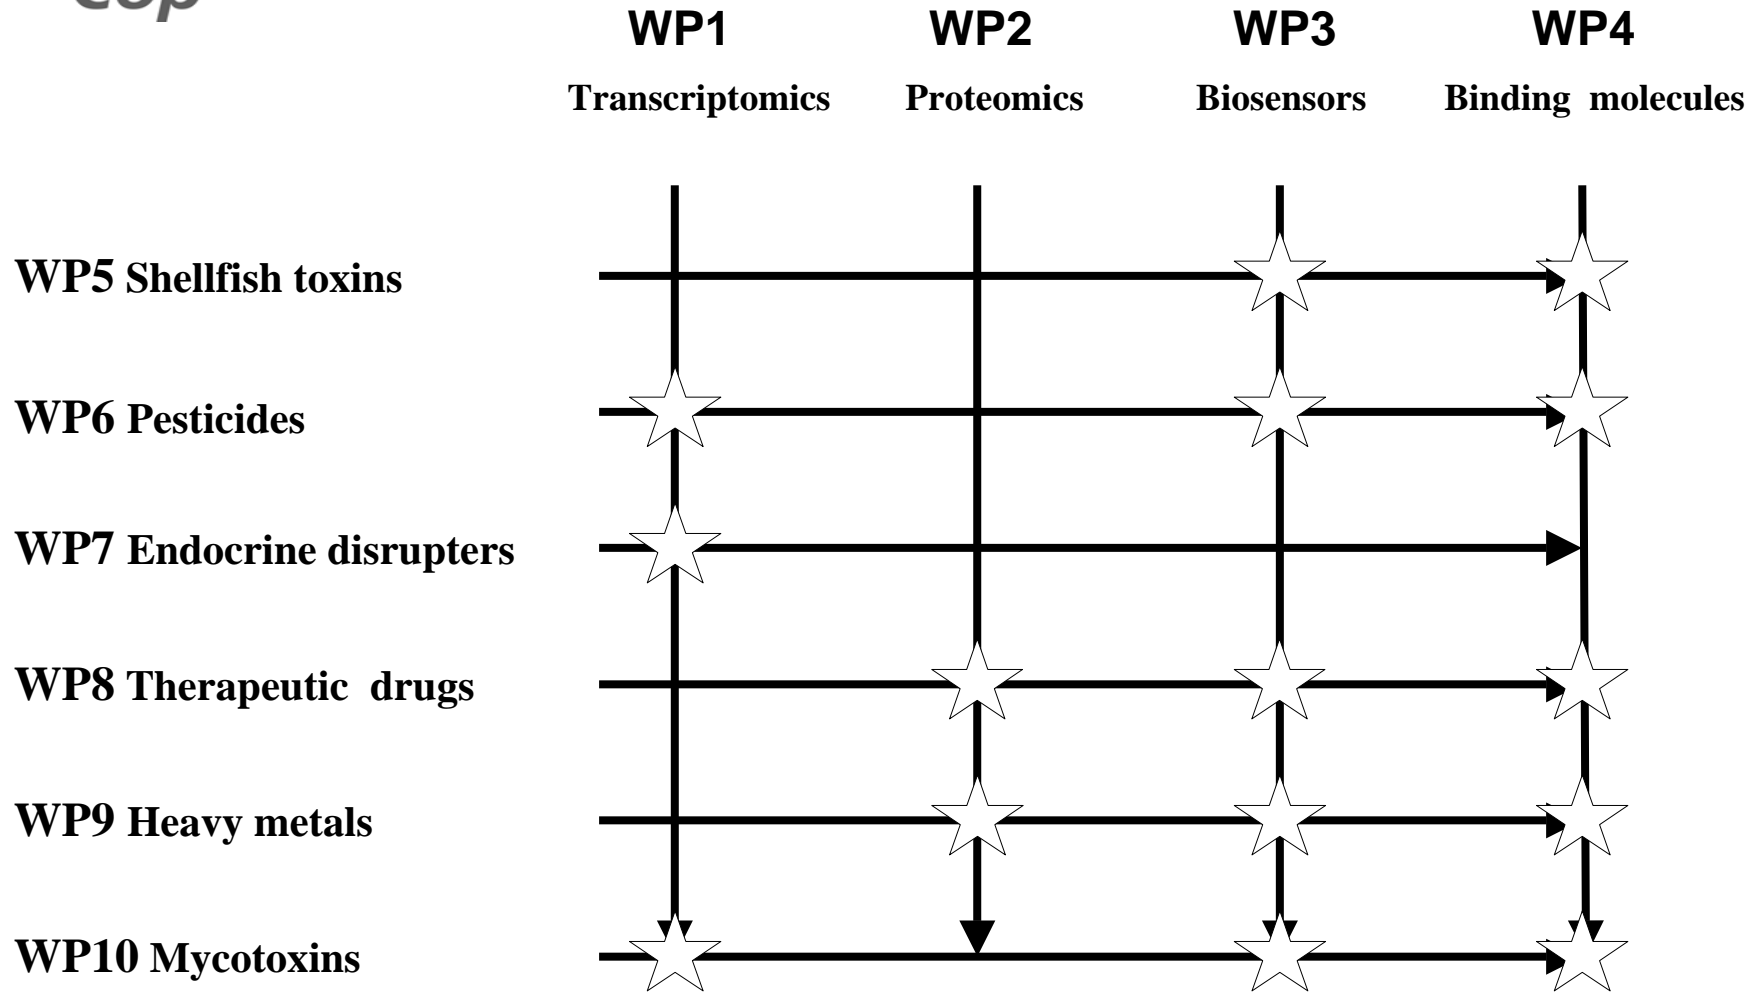 WP1 WP2 WP3 WP4
Transcriptomics Proteomics Biosensors Binding molecules
WP5 Shellfish toxins
WP6 Pesticides
WP7 Endocrine disrupters
WP8 Therapeutic drugs
WP9 Heavy metals
WP10 Mycotoxins